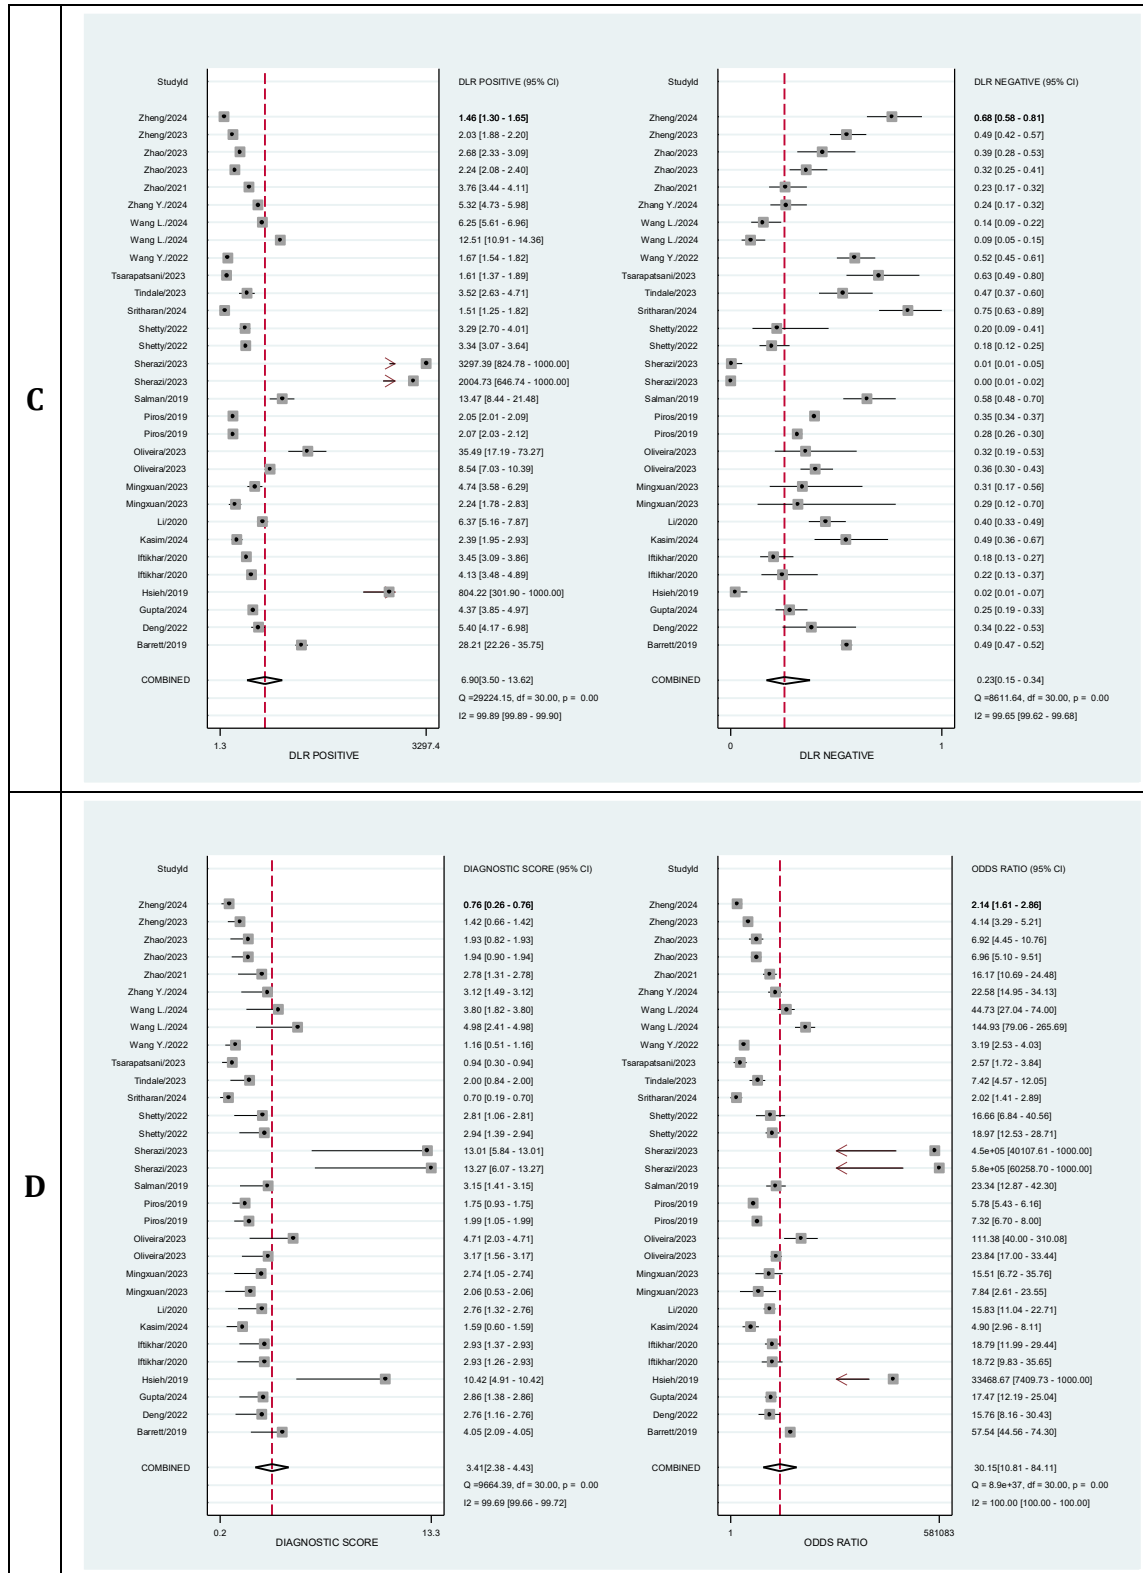 C
StudyId DLR POSITIVE (95% CI)
Zheng/2024 1.46 [1.30 - 1.65]
Zheng/2023 2.03 [1.88 - 2.20]
Zhao/2023 2.68 [2.33 - 3.09]
Zhao/2023 2.24 [2.08 - 2.40]
Zhao/2021 3.76 [3.44 - 4.11]
Zhang Y./2024 5.32 [4.73 - 5.98]
Wang L./2024 6.25 [5.61 - 6.96]
Wang L./2024 12.51 [10.91 - 14.36]
Wang Y./2022 1.67 [1.54 - 1.82]
Tsarapatsani/2023 1.61 [1.37 - 1.89]
Tindale/2023 3.52 [2.63 - 4.71]
Sritharan/2024 1.51 [1.25 - 1.82]
Shetty/2022 3.29 [2.70 - 4.01]
Shetty/2022 3.34 [3.07 - 3.64]
Sherazi/2023 3297.39 [824.78 - 1000.00]
Sherazi/2023 2004.73 [646.74 - 1000.00]
Salman/2019 13.47 [8.44 - 21.48]
Piros/2019 2.05 [2.01 - 2.09]
Piros/2019 2.07 [2.03 - 2.12]
Oliveira/2023 35.49 [17.19 - 73.27]
Oliveira/2023 8.54 [7.03 - 10.39]
Mingxuan/2023 4.74 [3.58 - 6.29]
Mingxuan/2023 2.24 [1.78 - 2.83]
Li/2020 6.37 [5.16 - 7.87]
Kasim/2024 2.39 [1.95 - 2.93]
Iftikhar/2020 3.45 [3.09 - 3.86]
Iftikhar/2020 4.13 [3.48 - 4.89]
Hsieh/2019 804.22 [301.90 - 1000.00]
Gupta/2024 4.37 [3.85 - 4.97]
Deng/2022 5.40 [4.17 - 6.98]
Barrett/2019 28.21 [22.26 - 35.75]
COMBINED 6.90[3.50 - 13.62]
Q =29224.15, df = 30.00, p = 0.00
I2 = 99.89 [99.89 - 99.90]
1.3 3297.4
DLR POSITIVE
StudyId DLR NEGATIVE (95% CI)
Zheng/2024 0.68 [0.58 - 0.81]
Zheng/2023 0.49 [0.42 - 0.57]
Zhao/2023 0.39 [0.28 - 0.53]
Zhao/2023 0.32 [0.25 - 0.41]
Zhao/2021 0.23 [0.17 - 0.32]
Zhang Y./2024 0.24 [0.17 - 0.32]
Wang L./2024 0.14 [0.09 - 0.22]
Wang L./2024 0.09 [0.05 - 0.15]
Wang Y./2022 0.52 [0.45 - 0.61]
Tsarapatsani/2023 0.63 [0.49 - 0.80]
Tindale/2023 0.47 [0.37 - 0.60]
Sritharan/2024 0.75 [0.63 - 0.89]
Shetty/2022 0.20 [0.09 - 0.41]
Shetty/2022 0.18 [0.12 - 0.25]
Sherazi/2023 0.01 [0.01 - 0.05]
Sherazi/2023 0.00 [0.01 - 0.02]
Salman/2019 0.58 [0.48 - 0.70]
Piros/2019 0.35 [0.34 - 0.37]
Piros/2019 0.28 [0.26 - 0.30]
Oliveira/2023 0.32 [0.19 - 0.53]
Oliveira/2023 0.36 [0.30 - 0.43]
Mingxuan/2023 0.31 [0.17 - 0.56]
Mingxuan/2023 0.29 [0.12 - 0.70]
Li/2020 0.40 [0.33 - 0.49]
Kasim/2024 0.49 [0.36 - 0.67]
Iftikhar/2020 0.18 [0.13 - 0.27]
Iftikhar/2020 0.22 [0.13 - 0.37]
Hsieh/2019 0.02 [0.01 - 0.07]
Gupta/2024 0.25 [0.19 - 0.33]
Deng/2022 0.34 [0.22 - 0.53]
Barrett/2019 0.49 [0.47 - 0.52]
COMBINED 0.23[0.15 - 0.34]
Q =8611.64, df = 30.00, p = 0.00
I2 = 99.65 [99.62 - 99.68]
0 1
DLR NEGATIVE
D
StudyId DIAGNOSTIC SCORE (95% CI)
Zheng/2024 0.76 [0.26 - 0.76]
Zheng/2023 1.42 [0.66 - 1.42]
Zhao/2023 1.93 [0.82 - 1.93]
Zhao/2023 1.94 [0.90 - 1.94]
Zhao/2021 2.78 [1.31 - 2.78]
Zhang Y./2024 3.12 [1.49 - 3.12]
Wang L./2024 3.80 [1.82 - 3.80]
Wang L./2024 4.98 [2.41 - 4.98]
Wang Y./2022 1.16 [0.51 - 1.16]
Tsarapatsani/2023 0.94 [0.30 - 0.94]
Tindale/2023 2.00 [0.84 - 2.00]
Sritharan/2024 0.70 [0.19 - 0.70]
Shetty/2022 2.81 [1.06 - 2.81]
Shetty/2022 2.94 [1.39 - 2.94]
Sherazi/2023 13.01 [5.84 - 13.01]
Sherazi/2023 13.27 [6.07 - 13.27]
Salman/2019 3.15 [1.41 - 3.15]
Piros/2019 1.75 [0.93 - 1.75]
Piros/2019 1.99 [1.05 - 1.99]
Oliveira/2023 4.71 [2.03 - 4.71]
Oliveira/2023 3.17 [1.56 - 3.17]
Mingxuan/2023 2.74 [1.05 - 2.74]
Mingxuan/2023 2.06 [0.53 - 2.06]
Li/2020 2.76 [1.32 - 2.76]
Kasim/2024 1.59 [0.60 - 1.59]
Iftikhar/2020 2.93 [1.37 - 2.93]
Iftikhar/2020 2.93 [1.26 - 2.93]
Hsieh/2019 10.42 [4.91 - 10.42]
Gupta/2024 2.86 [1.38 - 2.86]
Deng/2022 2.76 [1.16 - 2.76]
Barrett/2019 4.05 [2.09 - 4.05]
COMBINED 3.41[2.38 - 4.43]
Q =9664.39, df = 30.00, p = 0.00
I2 = 99.69 [99.66 - 99.72]
0.2 13.3
DIAGNOSTIC SCORE
StudyId ODDS RATIO (95% CI)
Zheng/2024 2.14 [1.61 - 2.86]
Zheng/2023 4.14 [3.29 - 5.21]
Zhao/2023 6.92 [4.45 - 10.76]
Zhao/2023 6.96 [5.10 - 9.51]
Zhao/2021 16.17 [10.69 - 24.48]
Zhang Y./2024 22.58 [14.95 - 34.13]
Wang L./2024 44.73 [27.04 - 74.00]
Wang L./2024 144.93 [79.06 - 265.69]
Wang Y./2022 3.19 [2.53 - 4.03]
Tsarapatsani/2023 2.57 [1.72 - 3.84]
Tindale/2023 7.42 [4.57 - 12.05]
Sritharan/2024 2.02 [1.41 - 2.89]
Shetty/2022 16.66 [6.84 - 40.56]
Shetty/2022 18.97 [12.53 - 28.71]
Sherazi/2023 4.5e+05 [40107.61 - 1000.00]
Sherazi/2023 5.8e+05 [60258.70 - 1000.00]
Salman/2019 23.34 [12.87 - 42.30]
Piros/2019 5.78 [5.43 - 6.16]
Piros/2019 7.32 [6.70 - 8.00]
Oliveira/2023 111.38 [40.00 - 310.08]
Oliveira/2023 23.84 [17.00 - 33.44]
Mingxuan/2023 15.51 [6.72 - 35.76]
Mingxuan/2023 7.84 [2.61 - 23.55]
Li/2020 15.83 [11.04 - 22.71]
Kasim/2024 4.90 [2.96 - 8.11]
Iftikhar/2020 18.79 [11.99 - 29.44]
Iftikhar/2020 18.72 [9.83 - 35.65]
Hsieh/2019 33468.67 [7409.73 - 1000.00]
Gupta/2024 17.47 [12.19 - 25.04]
Deng/2022 15.76 [8.16 - 30.43]
Barrett/2019 57.54 [44.56 - 74.30]
COMBINED 30.15[10.81 - 84.11]
Q = 8.9e+37, df = 30.00, p = 0.00
I2 = 100.00 [100.00 - 100.00]
1 581083
ODDS RATIO